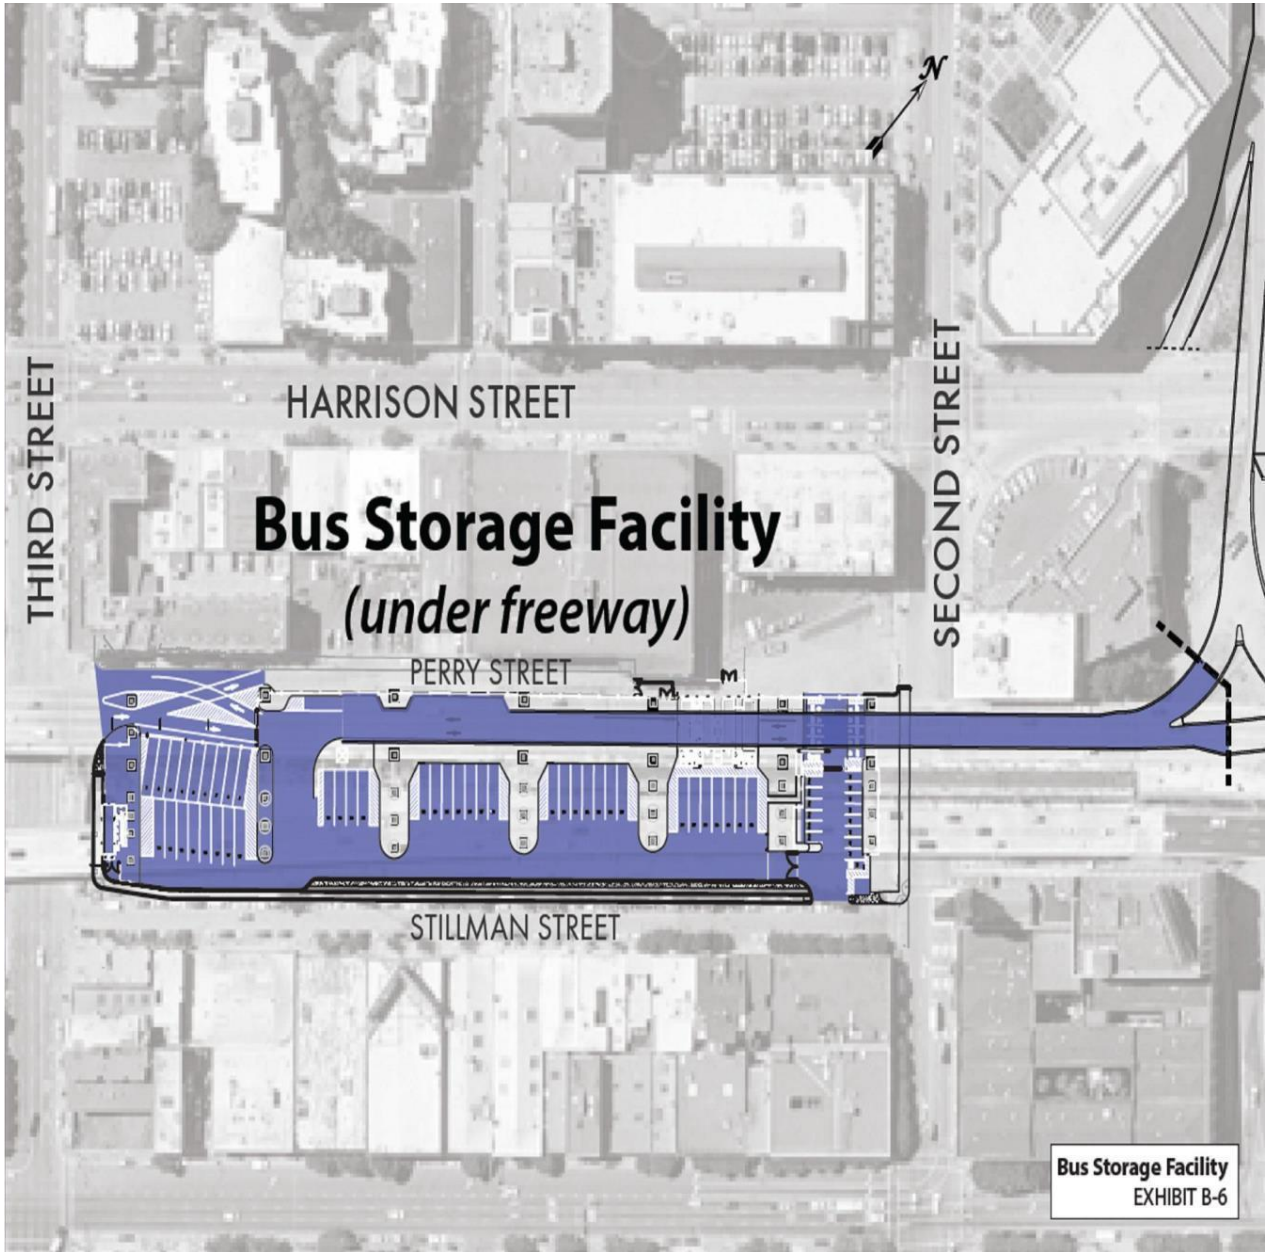 N
THIRD STREET
HARRISON STREET
SECOND STREET
Bus Storage Facility
(under freeway)
PERRY STREET
M
M
STILLMAN STREET
Bus Storage Facility
EXHIBIT B-6